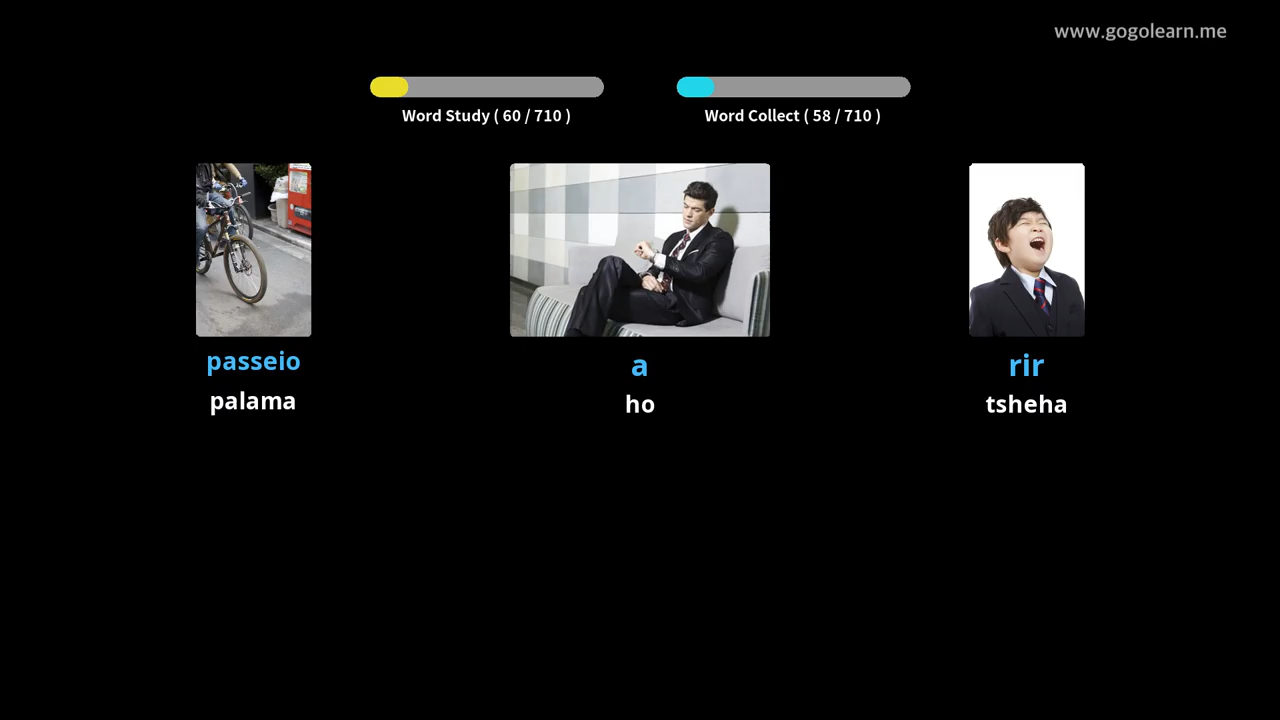 www.gogolearn.me
Word Study ( 60 / 710 )
Word Collect ( 58 / 710 )
passeio
palama
a
ho
rir
tsheha